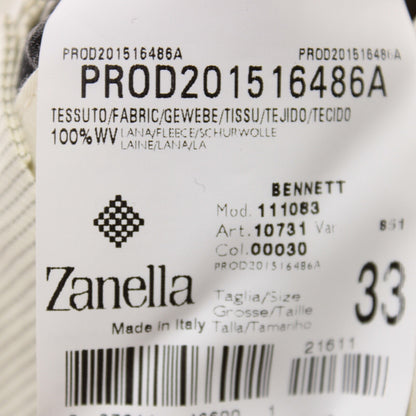 PROD201516486A PROD201516486A
PROD201516486A
TESSUTO/FABRIC/GEWEBE/TISSU/TEJIDO/TECIDO
100%WV LANA/FLEECE/SCHURWOLLE
LAINE/LANA/LA
BENNETT
Mod. 111083
Art. 10731 Var 851
Col. 00030
PROD201516486A
Zanella
Taglia/Size
Grosse/Taille
Talla/Tamanho
33
Made in Italy
21611